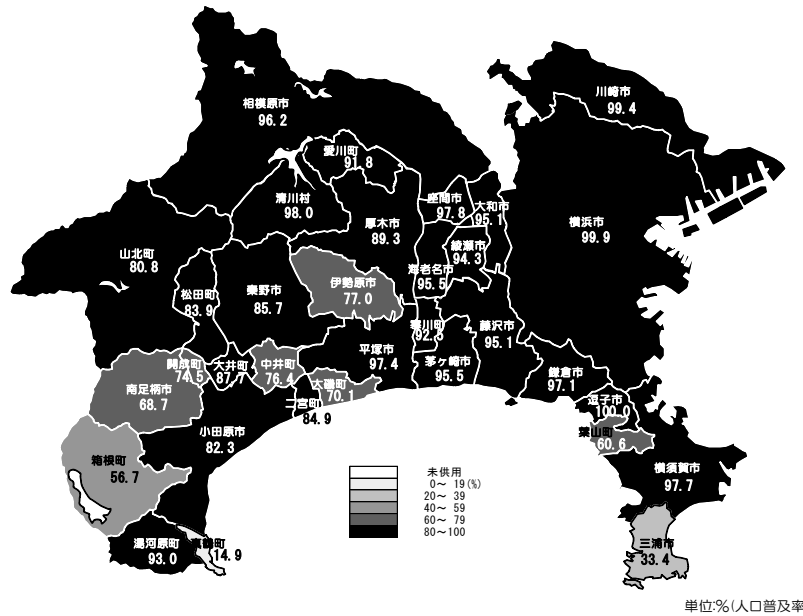 川崎市
99.4
相模原市
96.2
愛川町
91.8
清川村
98.0
座間市
97.8
大和市
95.1
厚木市
89.3
横浜市
99.9
綾瀬市
94.3
山北町
80.8
海老名市
95.5
伊勢原市
77.0
秦野市
85.7
松田町
83.9
寒川町
92.8
藤沢市
95.1
平塚市
97.4
茅ヶ崎市
95.5
開成町
74.5
大井町
87.7
中井町
76.4
鎌倉市
97.1
南足柄市
68.7
大磯町
70.1
二宮町
84.9
逗子市
100.0
葉山町
60.6
小田原市
82.3
箱根町
56.7
横須賀市
97.7
未供用
0～ 19(%)
20～ 39
40～ 59
60～ 79
80～100
湯河原町
93.0
真鶴町
14.9
三浦市
33.4
単位:%(人口普及率